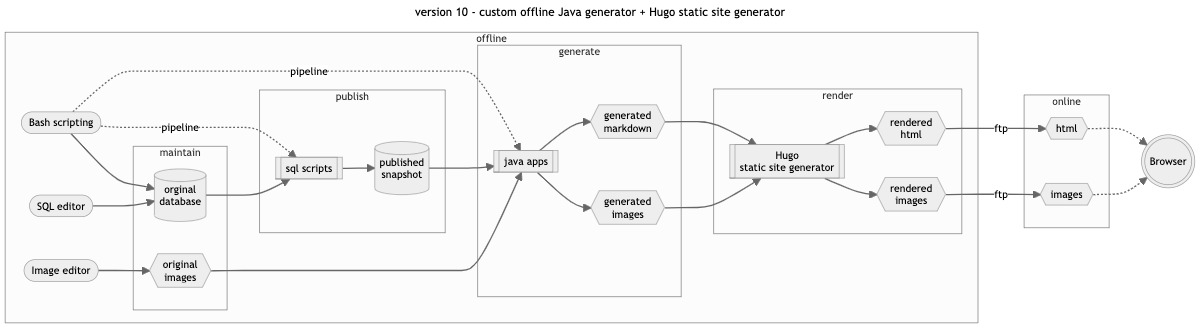 version 10 - custom offline Java generator + Hugo static site generator
offline
generate
pipeline
publish
render
online
Bash scripting
pipeline
maintain
sql scripts
published
snapshot
java apps
generated
markdown
Hugo
static site generator
rendered
html
ftp
html
Browser
orginal
database
SQL editor
generated
images
rendered
images
ftp
images
Image editor
original
images